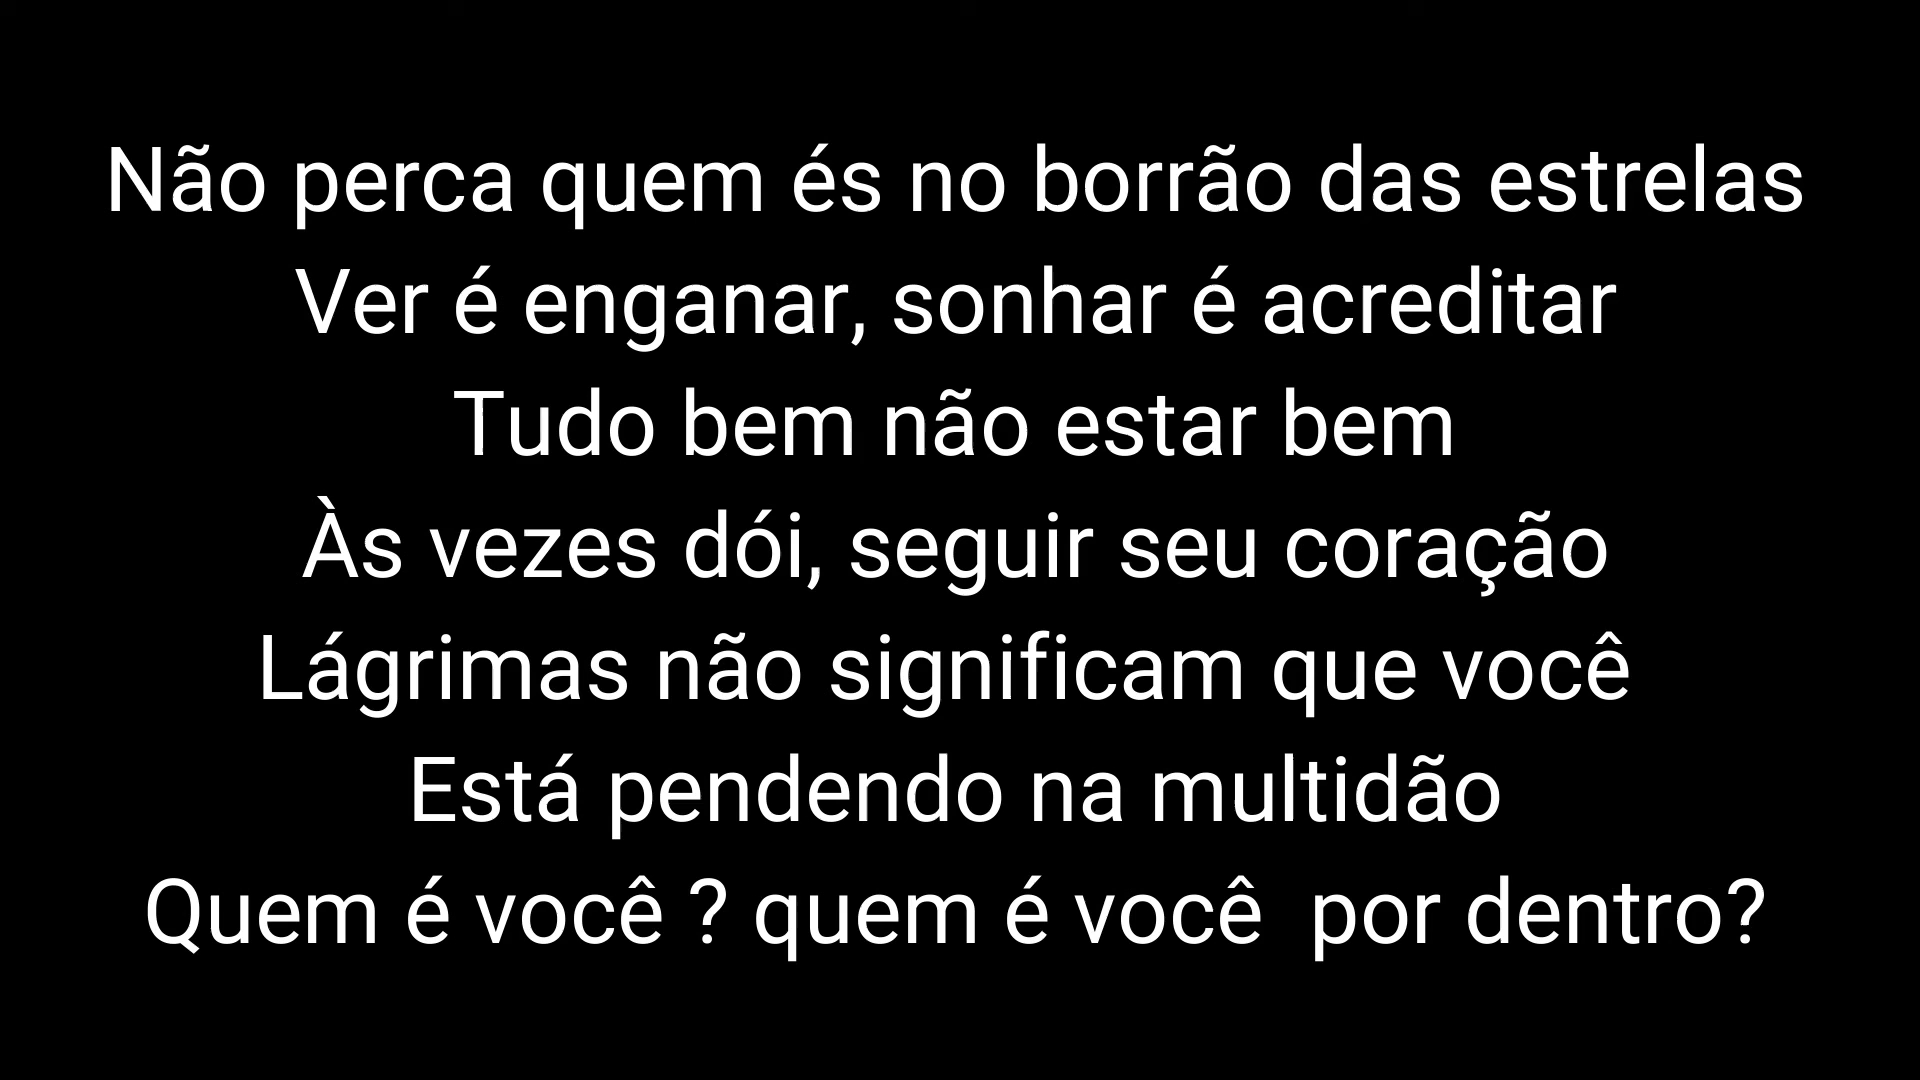 Não perca quem és no borrão das estrelas
Ver é enganar, sonhar é acreditar
Tudo bem não estar bem
Às vezes dói, seguir seu coração
Lágrimas não significam que você
Está pendendo na multidão
Quem é você ? quem é você  por dentro?